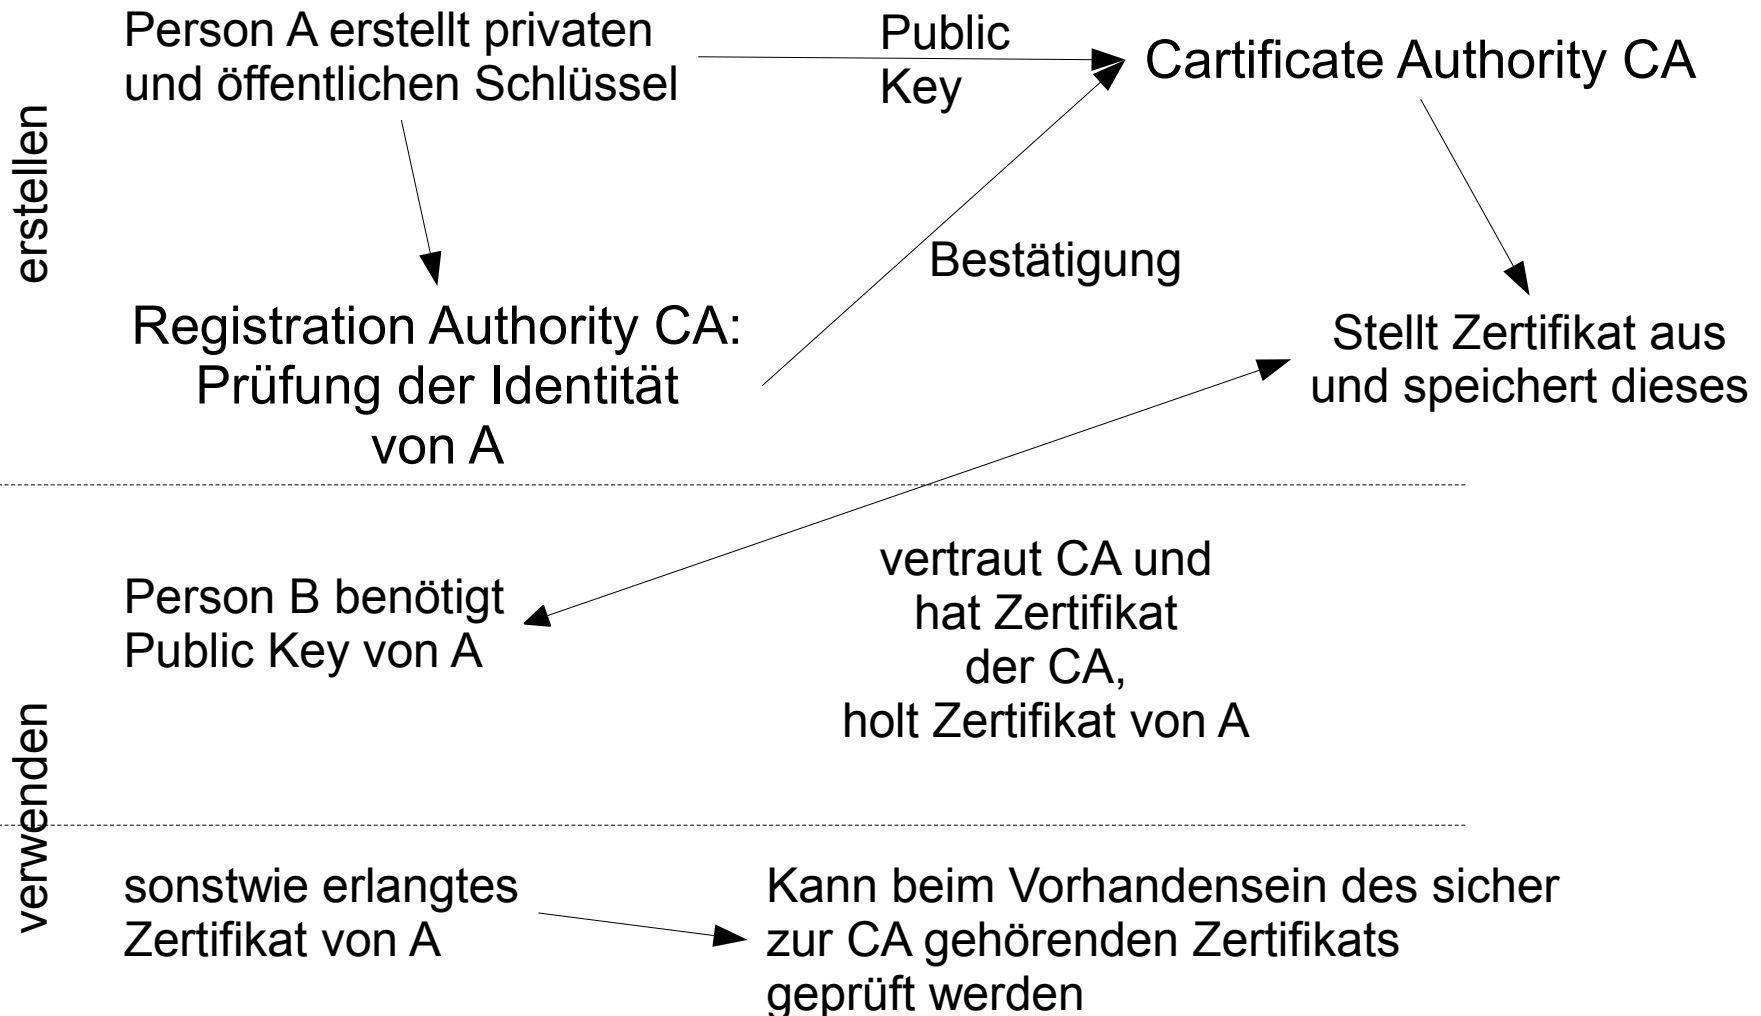 erstellen
Person A erstellt privaten
und öffentlichen Schlüssel
Public
Key
Cartificate Authority CA
Bestätigung
Registration Authority CA:
Prüfung der Identität
von A
Stellt Zertifikat aus
und speichert dieses
verwenden
Person B benötigt
Public Key von A
vertraut CA und
hat Zertifikat
der CA,
holt Zertifikat von A
sonstwie erlangtes
Zertifikat von A
Kann beim Vorhandensein des sicher
zur CA gehörenden Zertifikats
geprüft werden